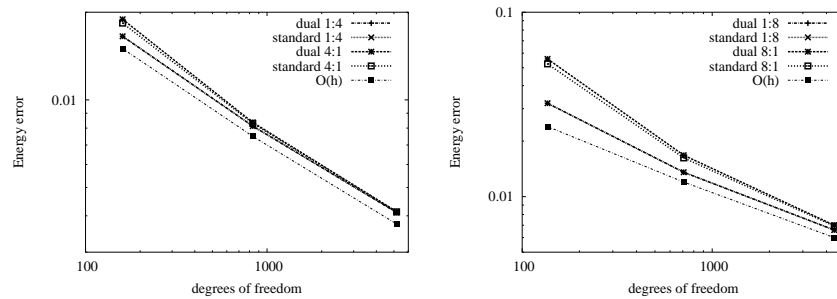 dual 1:4
standard 1:4
dual 4:1
standard 4:1
O(h)
0.01
Energy error
100
1000
degrees of freedom
0.1
dual 1:8
standard 1:8
dual 8:1
standard 8:1
O(h)
0.01
Energy error
100
1000
degrees of freedom